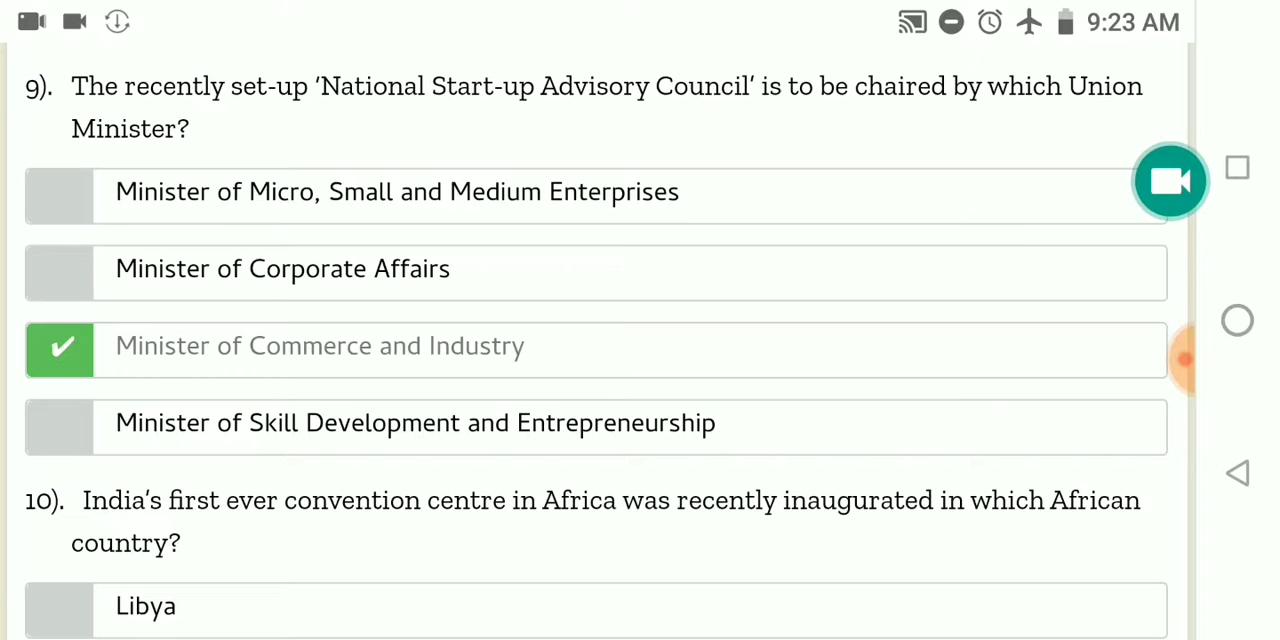 9:23 AM
9). The recently set-up ‘National Start-up Advisory Council’ is to be chaired by which Union
Minister?
Minister of Micro, Small and Medium Enterprises
Minister of Corporate Affairs
Minister of Commerce and Industry
Minister of Skill Development and Entrepreneurship
10). India’s first ever convention centre in Africa was recently inaugurated in which African
country?
Libya